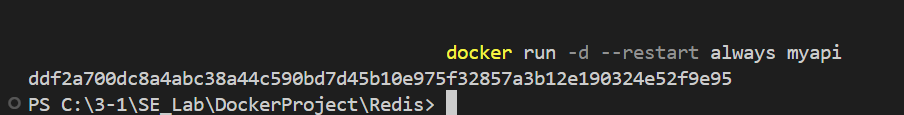 docker run -d --restart always myapi
ddf2a700dc8a4abc38a44c590bd7d45b10e975f32857a3b12e190324e52f9e95
PS C:\3-1\SE_Lab\DockerProject\Redis>